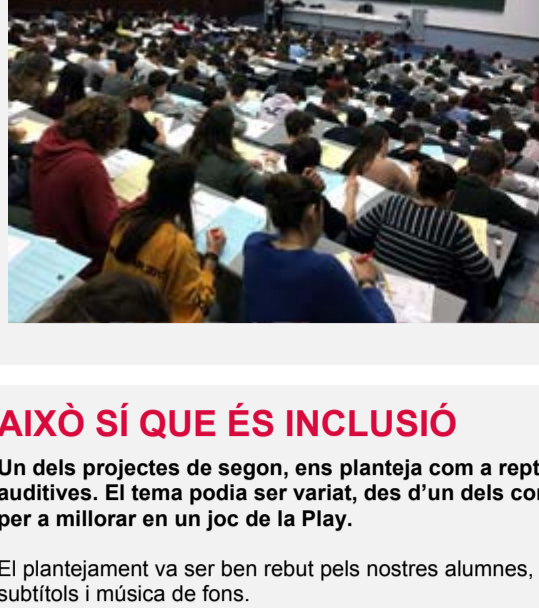 AIXÒ SÍ QUE ÉS INCLUSIÓ
Un dels projectes de segon, ens planteja com a rept
auditives. El tema podia ser variat, des d'un dels co
per a millorar en un joc de la Play.
El plantejament va ser ben rebut pels nostres alumnes,
subtítols i música de fons.